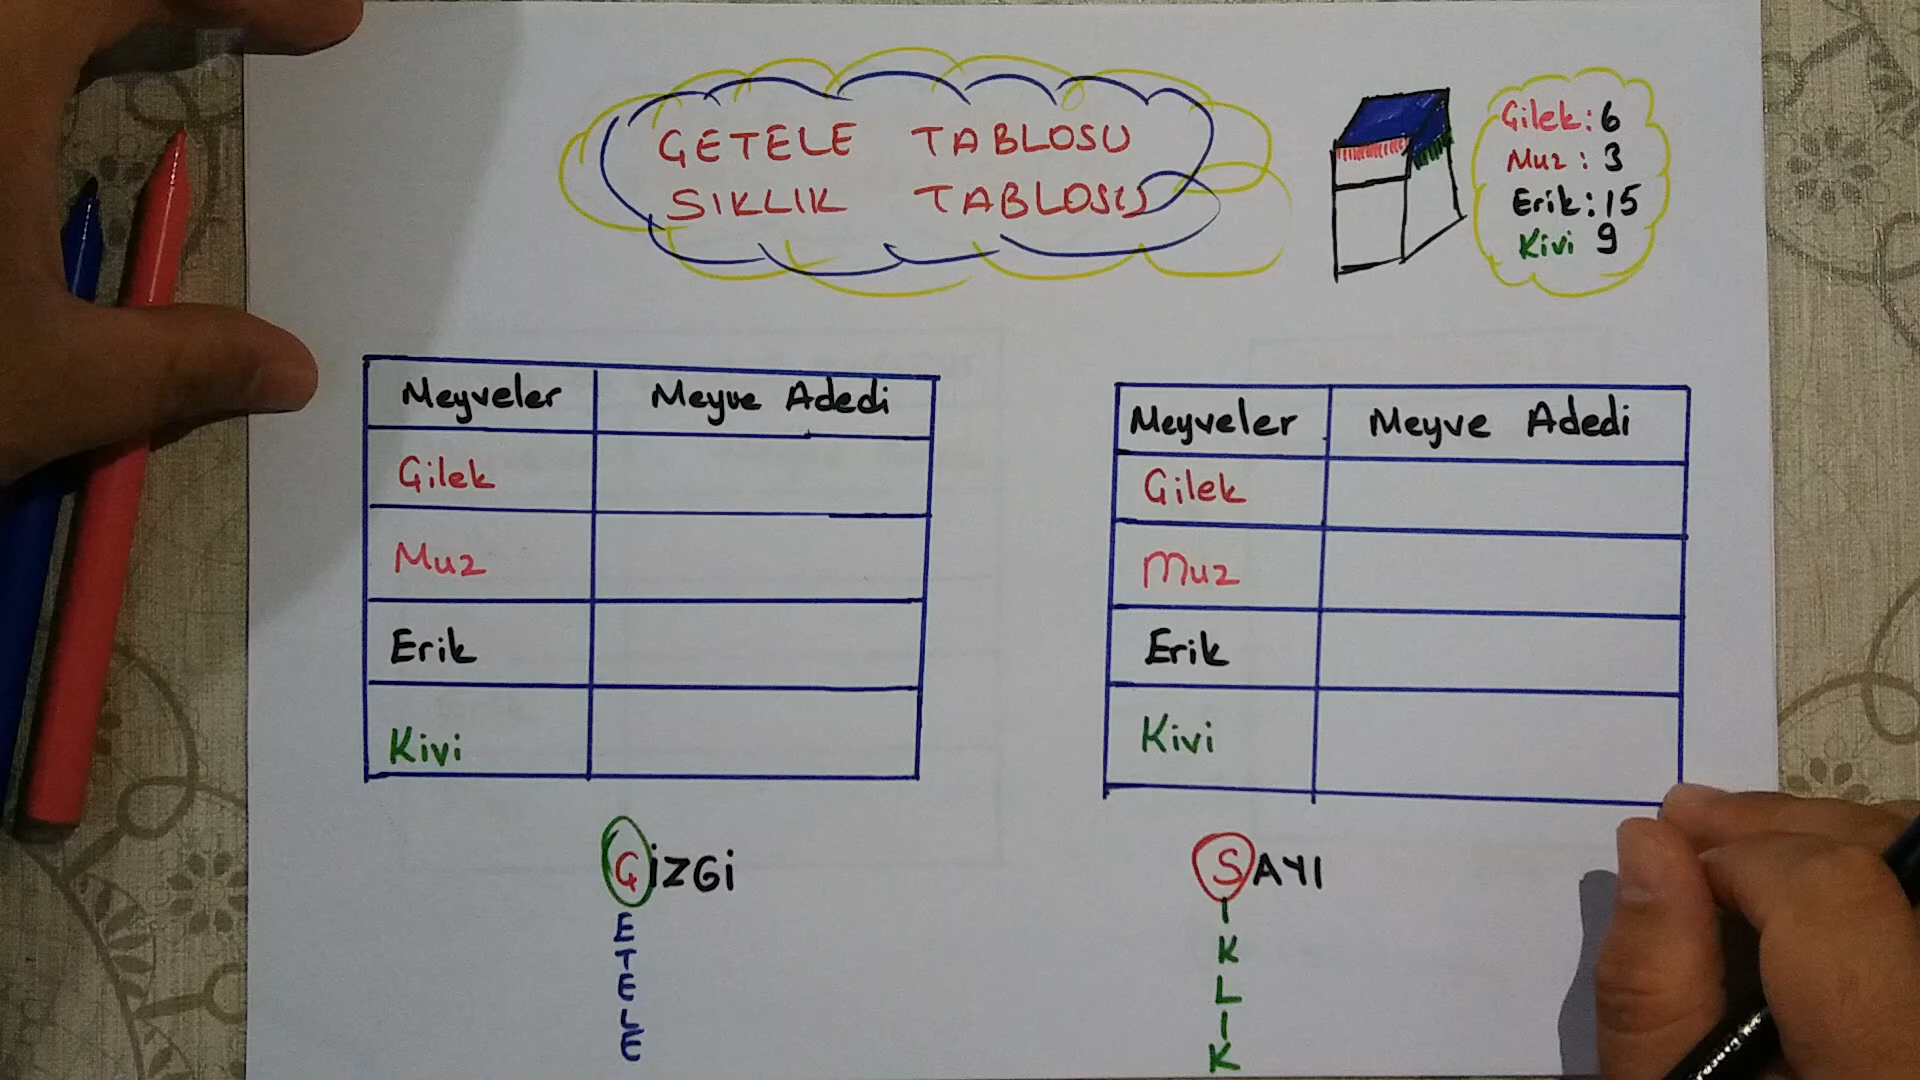 ÇETELE TABLOSU
SIKLIK TABLOSU
Çilek: 6
Muz: 3
Erik: 15
Kivi 9
Meyveler Meyve Adedi
Çilek
Muz
Erik
Kivi
Meyveler Meyve Adedi
Çilek
Muz
Erik
Kivi
ÇİZGİ
E
T
E
L
E
SAYI
I
K
L
I
K